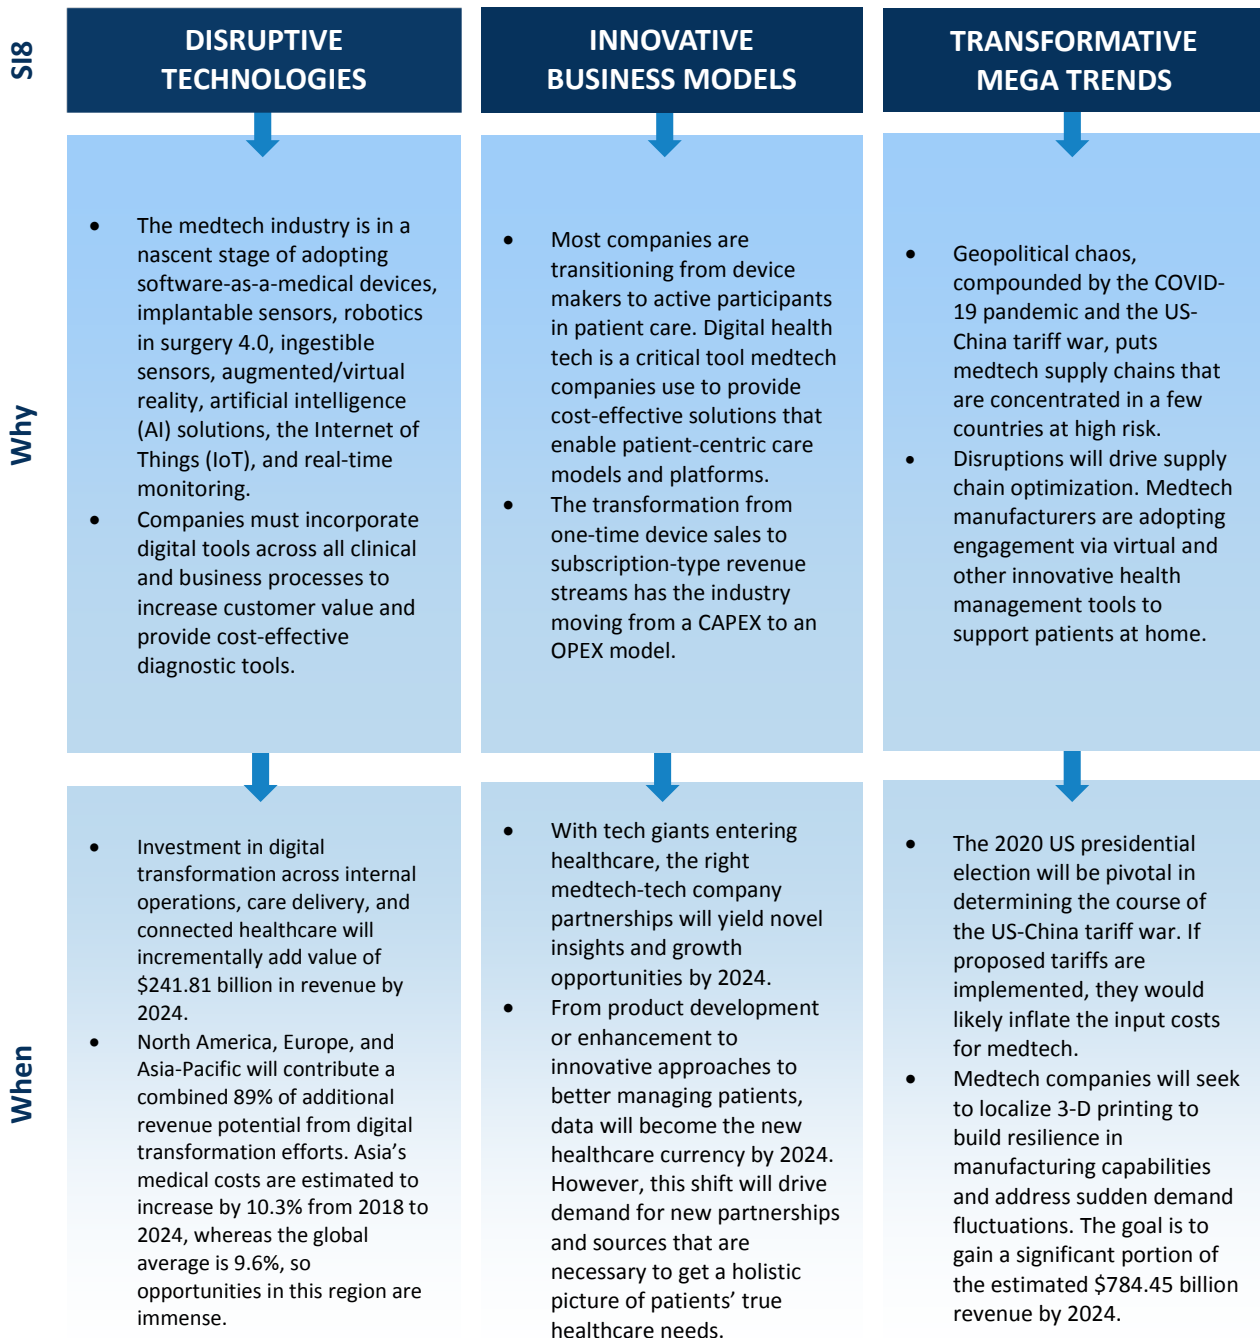 SI8
DISRUPTIVE
TECHNOLOGIES
INNOVATIVE
BUSINESS MODELS
TRANSFORMATIVE
MEGA TRENDS
Why
• The medtech industry is in a
nascent stage of adopting
software-as-a-medical devices,
implantable sensors, robotics
in surgery 4.0, ingestible
sensors, augmented/virtual
reality, artificial intelligence
(AI) solutions, the Internet of
Things (IoT), and real-time
monitoring.
• Companies must incorporate
digital tools across all clinical
and business processes to
increase customer value and
provide cost-effective
diagnostic tools.
• Most companies are
transitioning from device
makers to active participants
in patient care. Digital health
tech is a critical tool medtech
companies use to provide
cost-effective solutions that
enable patient-centric care
models and platforms.
• The transformation from
one-time device sales to
subscription-type revenue
streams has the industry
moving from a CAPEX to an
OPEX model.
• Geopolitical chaos,
compounded by the COVID-
19 pandemic and the US-
China tariff war, puts
medtech supply chains that
are concentrated in a few
countries at high risk.
• Disruptions will drive supply
chain optimization. Medtech
manufacturers are adopting
engagement via virtual and
other innovative health
management tools to
support patients at home.
When
• Investment in digital
transformation across internal
operations, care delivery, and
connected healthcare will
incrementally add value of
$241.81 billion in revenue by
2024.
• North America, Europe, and
Asia-Pacific will contribute a
combined 89% of additional
revenue potential from digital
transformation efforts. Asia’s
medical costs are estimated to
increase by 10.3% from 2018 to
2024, whereas the global
average is 9.6%, so
opportunities in this region are
immense.
• With tech giants entering
healthcare, the right
medtech-tech company
partnerships will yield novel
insights and growth
opportunities by 2024.
• From product development
or enhancement to
innovative approaches to
better managing patients,
data will become the new
healthcare currency by 2024.
However, this shift will drive
demand for new partnerships
and sources that are
necessary to get a holistic
picture of patients’ true
healthcare needs.
• The 2020 US presidential
election will be pivotal in
determining the course of
the US-China tariff war. If
proposed tariffs are
implemented, they would
likely inflate the input costs
for medtech.
• Medtech companies will seek
to localize 3-D printing to
build resilience in
manufacturing capabilities
and address sudden demand
fluctuations. The goal is to
gain a significant portion of
the estimated $784.45 billion
revenue by 2024.